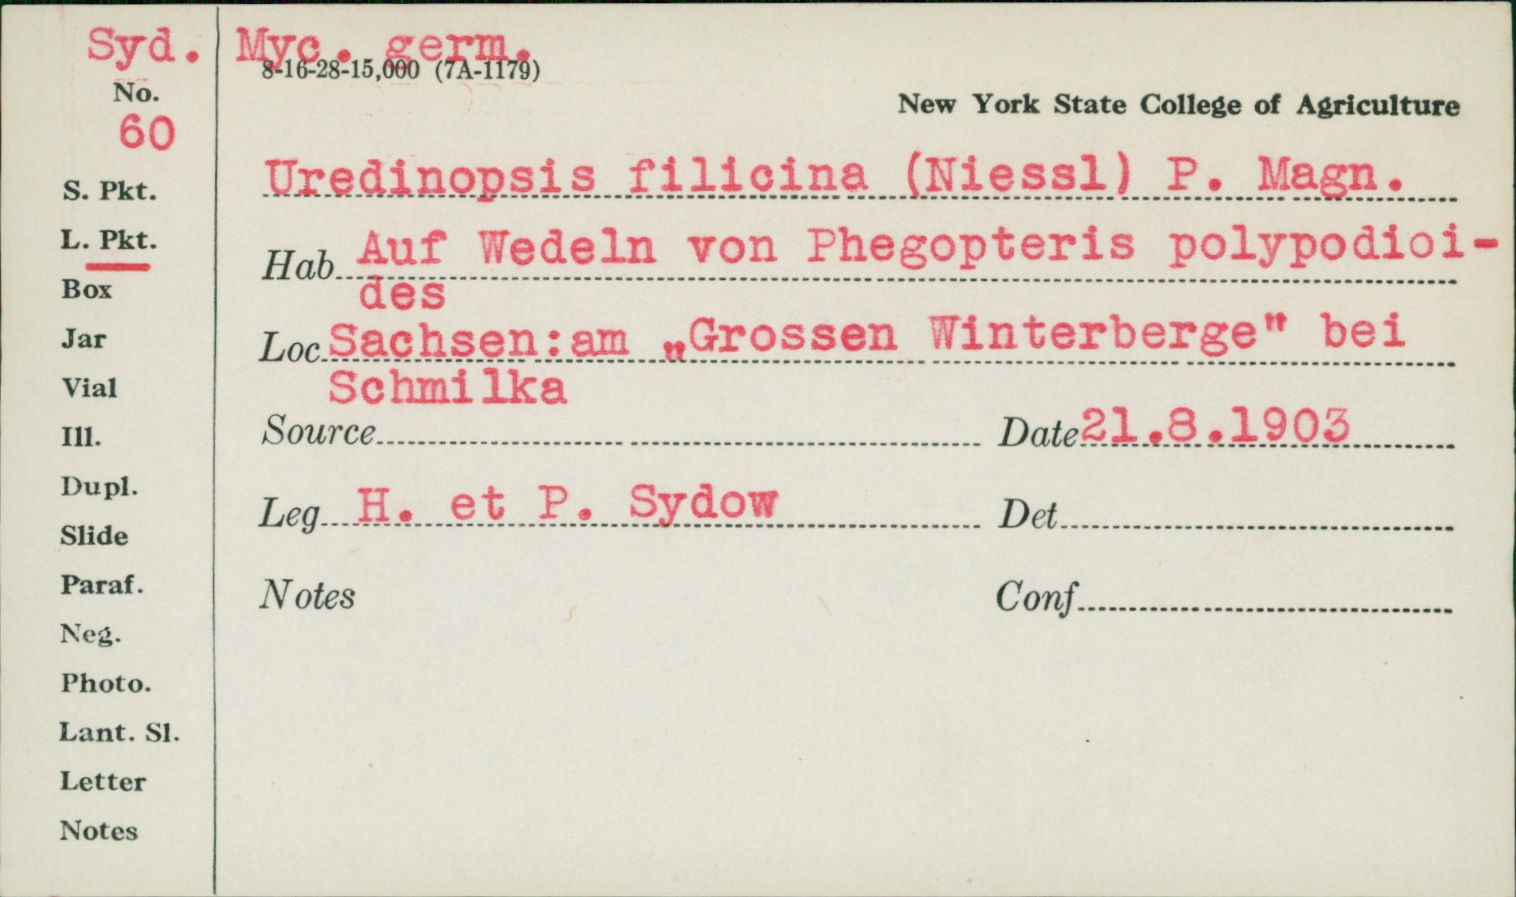 Syd. Myc. germ.
8-16-28-15,000 (7A-1179)
No.
60
New York State College of Agriculture
Uredinopsis filicina (Niessl) P. Magn.
S. Pkt.
L. Pkt.
Box
Jar
Vial
Ill.
Dupl.
Slide
Paraf.
Neg.
Photo.
Lant. Sl.
Letter
Notes
Hab. Auf Wedeln von Phegopteris polypodioi-
des
Loc. Sachsen:am „Grossen Winterberge" bei
Schmilka
Source Date 21.8.1903
Leg. H. et P. Sydow Det.
Notes Conf.